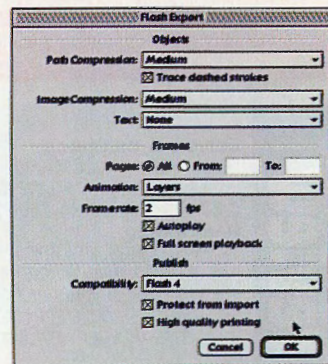 Flash Export
Objects
Path Compression: Medium
Trace dashed strokes
Image Compression: Medium
Text: None
Frames
Pages: All From: To:
Animation: Layers
Framerate: 2 fps
Autoplay
Full screen playback
Publish
Compatibility: Flash 4
Protect from import
High quality printing
Cancel OK